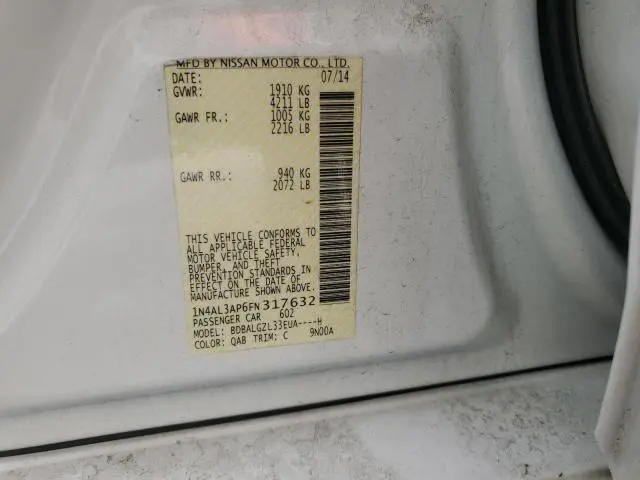 MFD BY NISSAN MOTOR CO., LTD.
DATE: 07/14
GVWR: 1910 KG
4211 LB
GAWR FR.: 1005 KG
2216 LB
GAWR RR.: 940 KG
2072 LB
THIS VEHICLE CONFORMS TO
ALL APPLICABLE FEDERAL
MOTOR VEHICLE SAFETY,
BUMPER, AND THEFT
PREVENTION STANDARDS IN
EFFECT ON THE DATE OF
MANUFACTURE SHOWN ABOVE.
1N4AL3AP6FN317632
PASSENGER CAR 602
MODEL: BDBALGZL33EUA----H
COLOR: QAB TRIM: C 9N00A